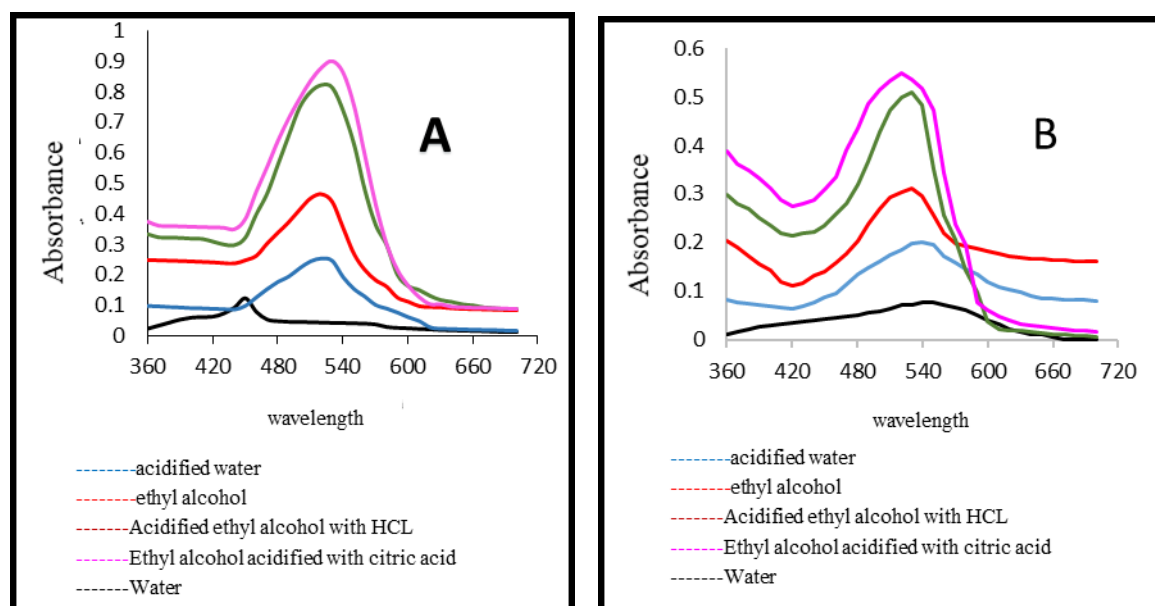 A
Absorbance
1
0.9
0.8
0.7
0.6
0.5
0.4
0.3
0.2
0.1
0
360 420 480 540 600 660 720
wavelength
--------acidified water
--------ethyl alcohol
--------Acidified ethyl alcohol with HCL
--------Ethyl alcohol acidified with citric acid
--------Water
B
Absorbance
0.6
0.5
0.4
0.3
0.2
0.1
0
360 420 480 540 600 660 720
wavelength
--------acidified water
--------ethyl alcohol
--------Acidified ethyl alcohol with HCL
--------Ethyl alcohol acidified with citric acid
--------Water